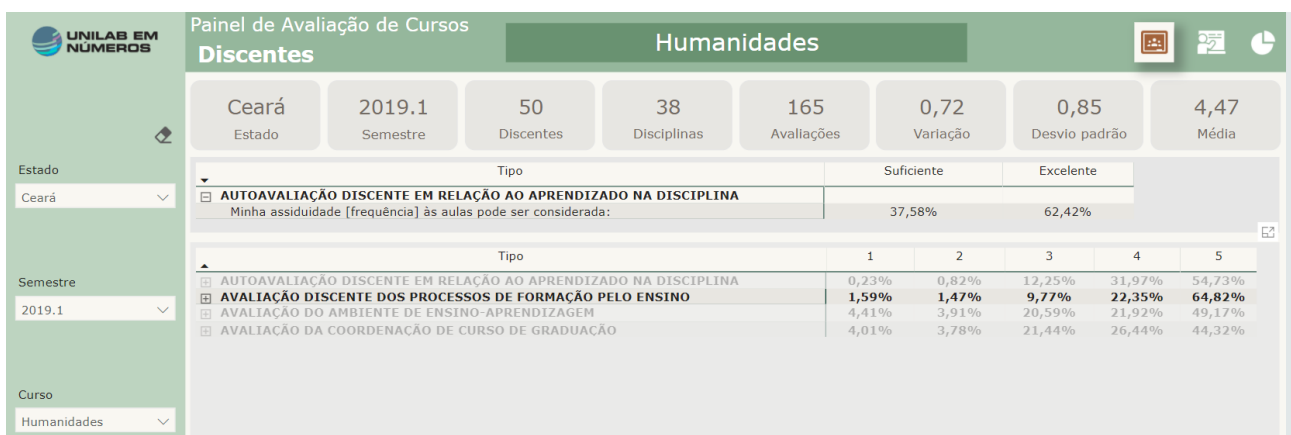 UNILAB EM
NÚMEROS
Painel de Avaliação de Cursos
Discentes
Humanidades
Ceará 2019.1 50 38 165 0,72 0,85 4,47
Estado Semestre Discentes Disciplinas Avaliações Variação Desvio padrão Média
Estado
Ceará
Semestre
2019.1
Curso
Humanidades
Tipo Suficiente Excelente
AUTOAVALIAÇÃO DISCENTE EM RELAÇÃO AO APRENDIZADO NA DISCIPLINA
Minha assiduidade [frequência] às aulas pode ser considerada: 37,58% 62,42%
Tipo 1 2 3 4 5
AUTOAVALIAÇÃO DISCENTE EM RELAÇÃO AO APRENDIZADO NA DISCIPLINA 0,23% 0,82% 12,25% 31,97% 54,73%
AVALIAÇÃO DISCENTE DOS PROCESSOS DE FORMAÇÃO PELO ENSINO 1,59% 1,47% 9,77% 22,35% 64,82%
AVALIAÇÃO DO AMBIENTE DE ENSINO-APRENDIZAGEM 4,41% 3,91% 20,59% 21,92% 49,17%
AVALIAÇÃO DA COORDENAÇÃO DE CURSO DE GRADUAÇÃO 4,01% 3,78% 21,44% 26,44% 44,32%